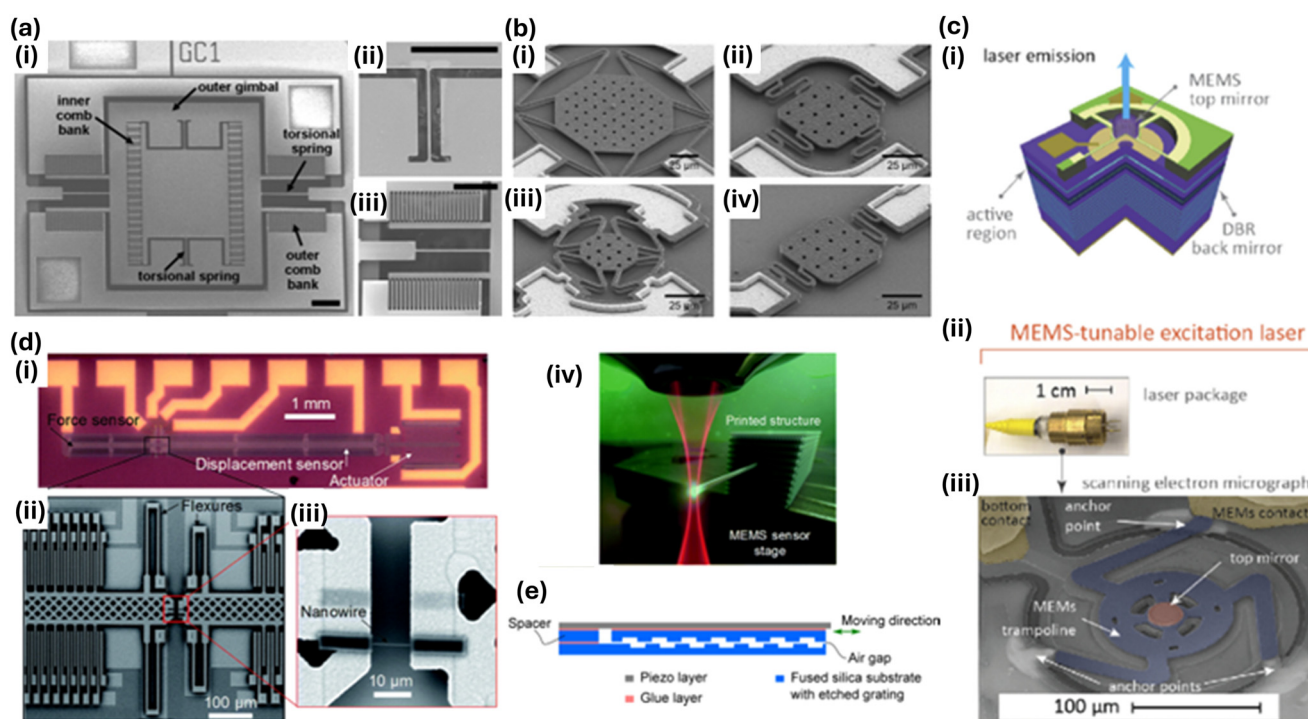 (a)
(i)
GC1
outer gimbal
inner
comb
bank
torsional
spring
torsional spring
outer
comb
bank
(ii)
(iii)
(b)
(i)
25 µm
(ii)
25 µm
(iii)
25 µm
(iv)
25 µm
(c)
(i)
laser emission
MEMS
top mirror
active
region
DBR
back mirror
(ii)
MEMS-tunable excitation laser
1 cm
laser package
scanning electron micrograph
(iii)
bottom
contact
anchor
point
MEMs contact
top mirror
MEMs
trampoline
anchor points
100 µm
(d)
(i)
1 mm
Force sensor
Displacement sensor
Actuator
(ii)
Flexures
100 µm
(iii)
Nanowire
10 µm
(iv)
Printed structure
MEMS sensor
stage
(e)
Spacer
Moving direction
Air gap
Piezo layer
Glue layer
Fused silica substrate
with etched grating